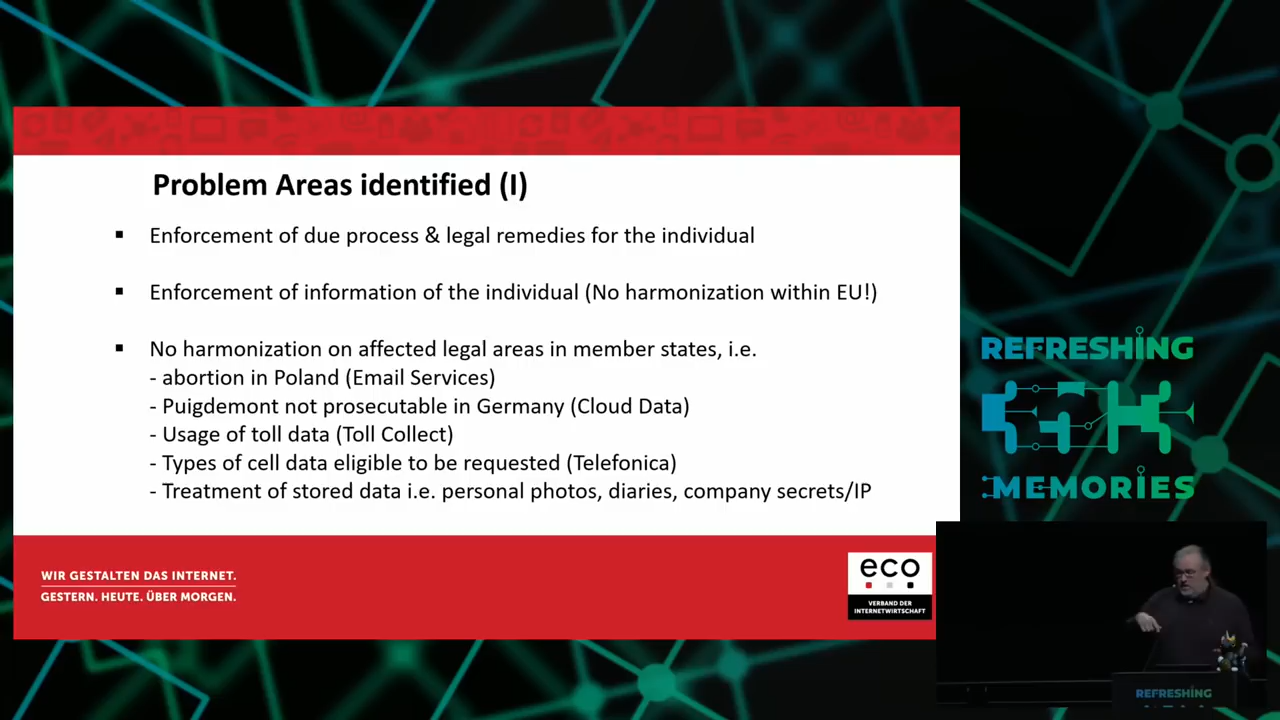 Problem Areas identified (I)
▪ Enforcement of due process & legal remedies for the individual
▪ Enforcement of information of the individual (No harmonization within EU!)
▪ No harmonization on affected legal areas in member states, i.e.
- abortion in Poland (Email Services)
- Puigdemont not prosecutable in Germany (Cloud Data)
- Usage of toll data (Toll Collect)
- Types of cell data eligible to be requested (Telefonica)
- Treatment of stored data i.e. personal photos, diaries, company secrets/IP
WIR GESTALTEN DAS INTERNET.
GESTERN. HEUTE. ÜBER MORGEN.
eco
VERBAND DER
INTERNETWIRTSCHAFT
REFRESHING
MEMORIES
REFRESHING